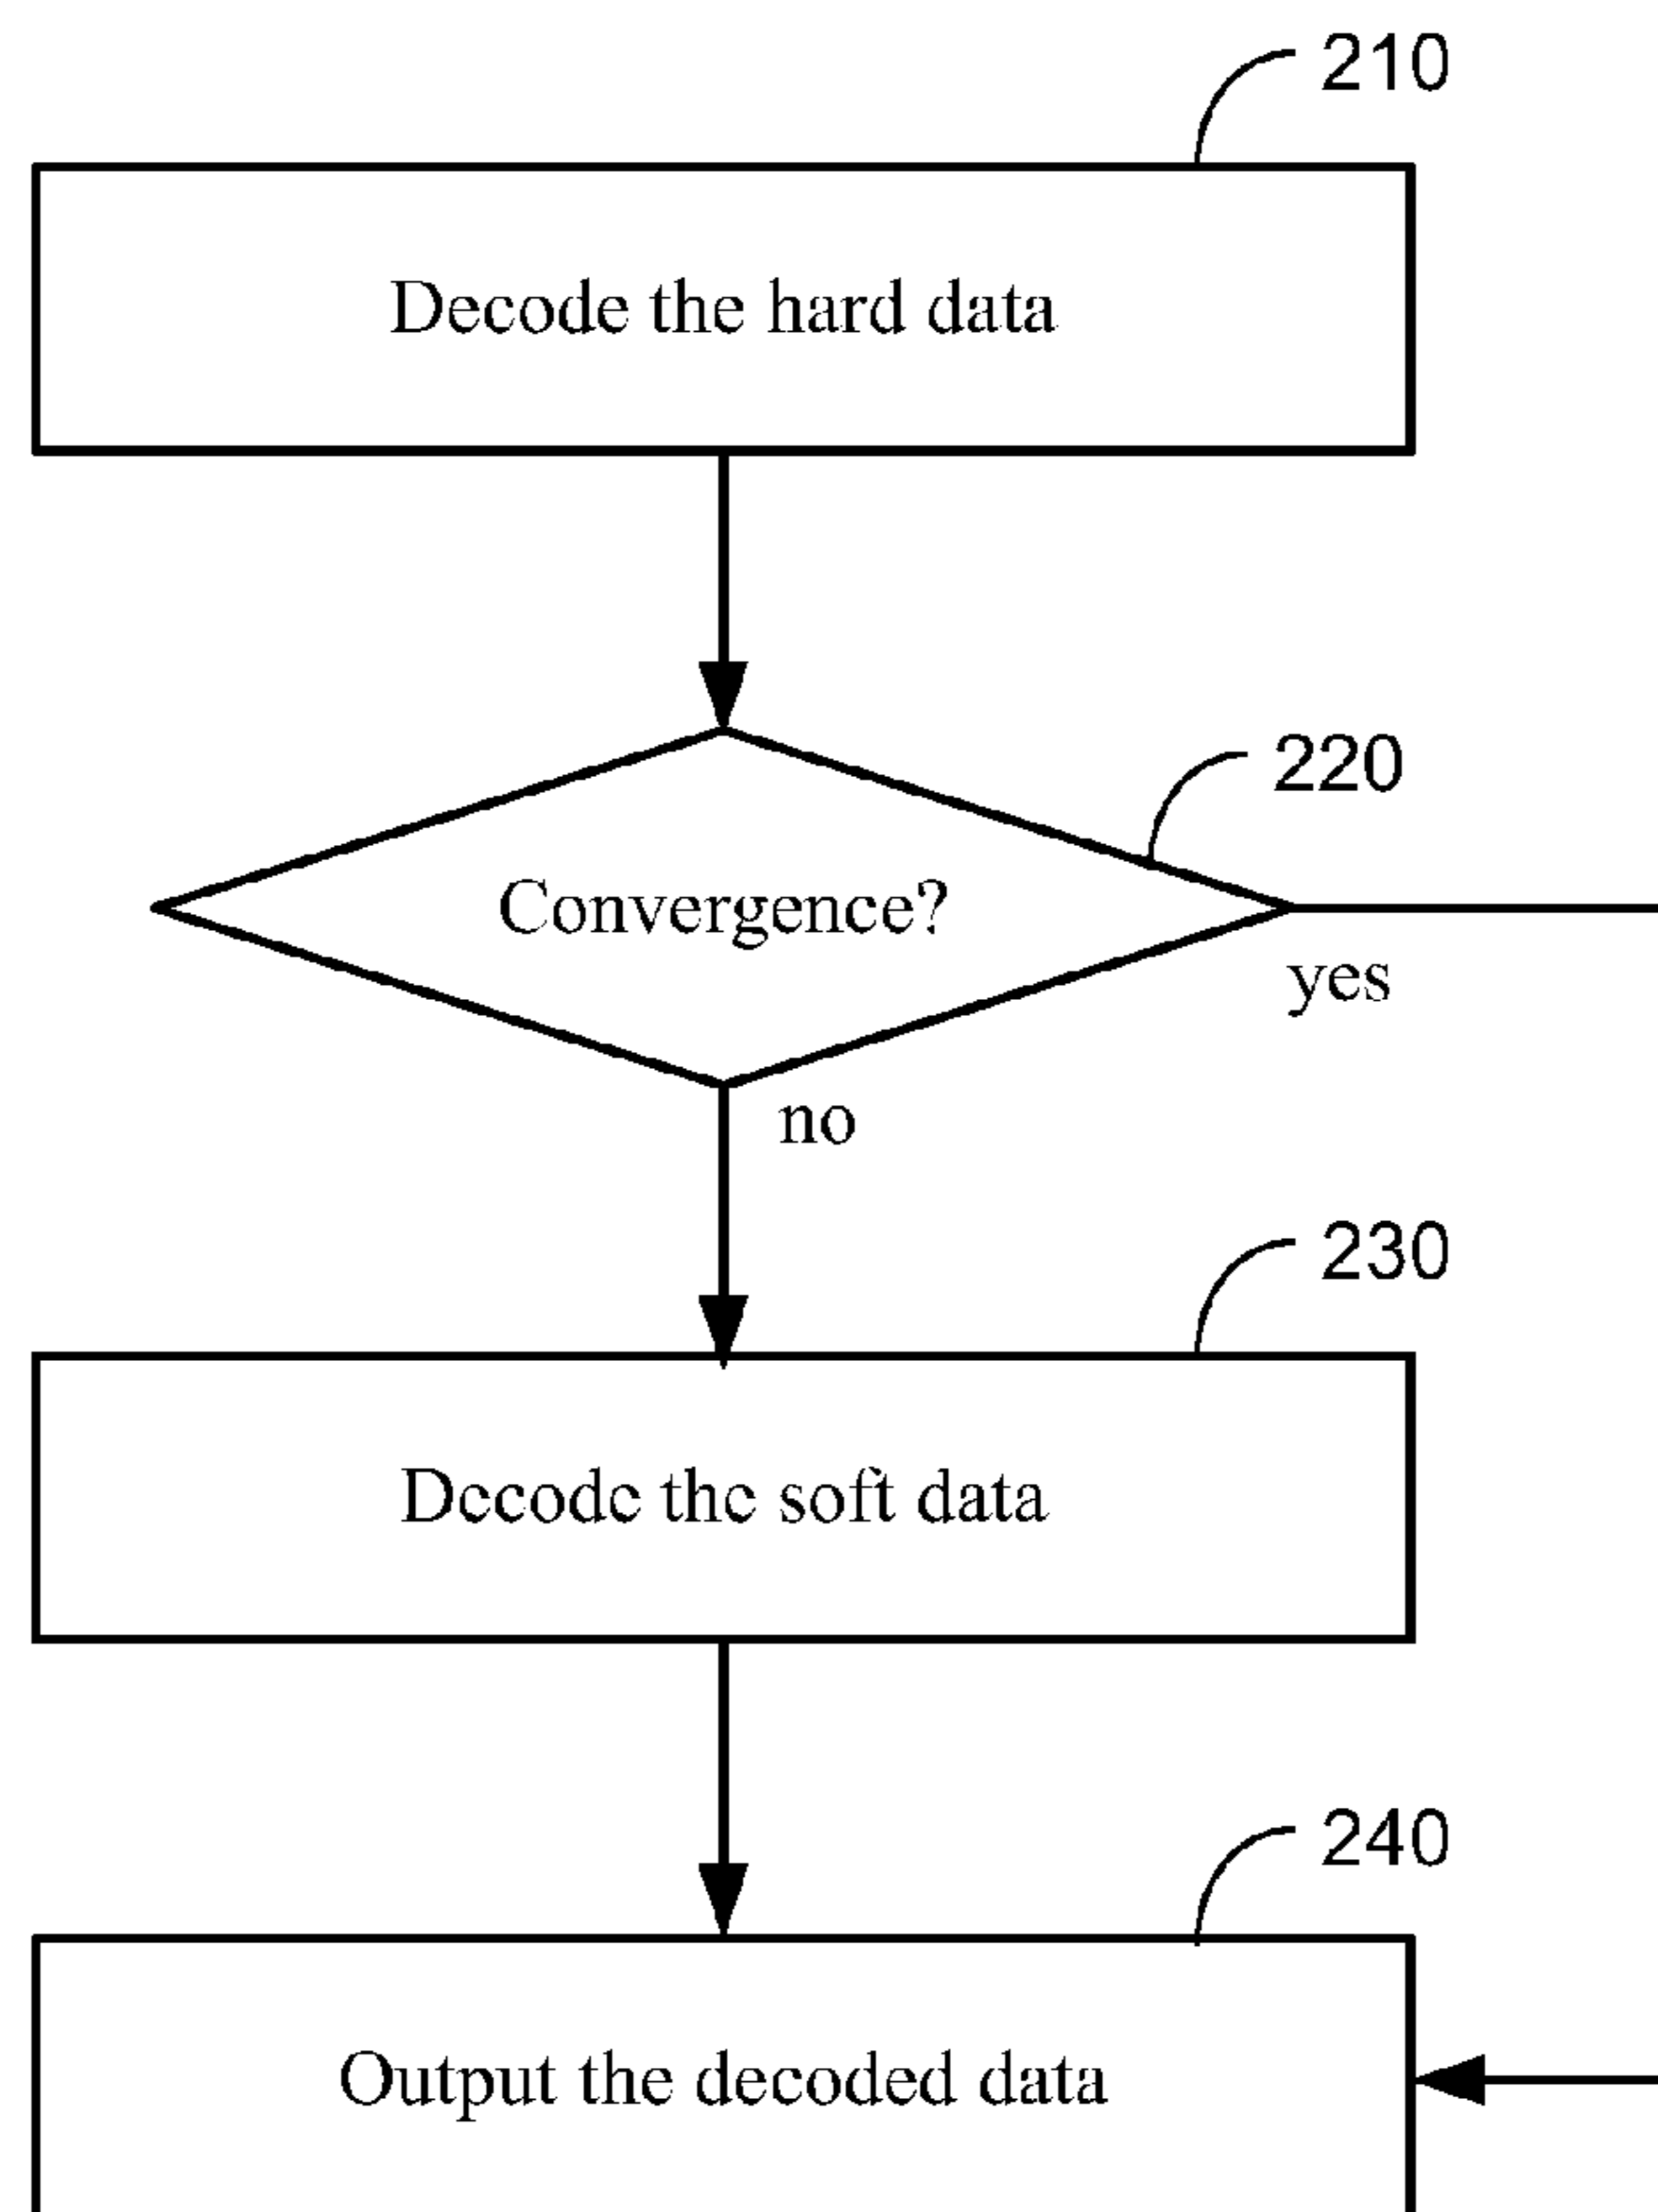 210
Decode the hard data
220
Convergence?
yes
no
230
Decode the soft data
240
Output the decoded data